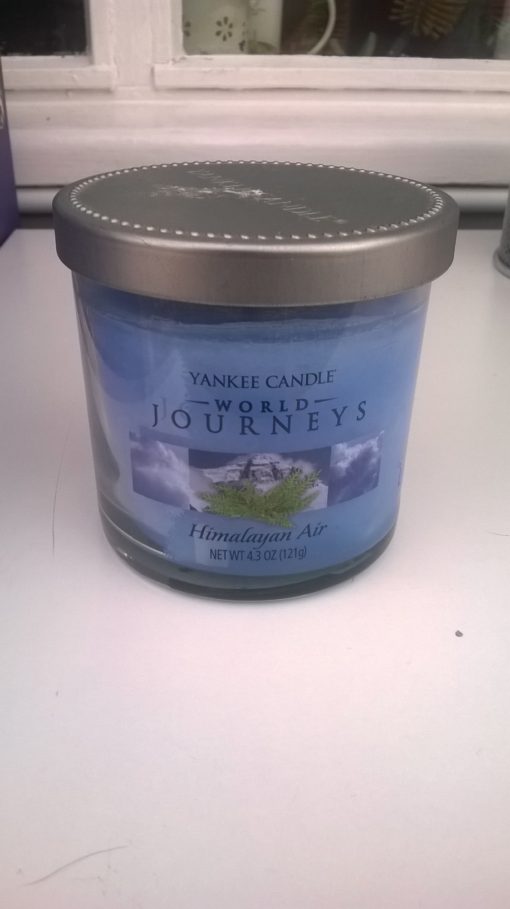 YANKEE CANDLE
WORLD
JOURNEYS
Himalayan Air
NET WT 4.3 OZ (121g)